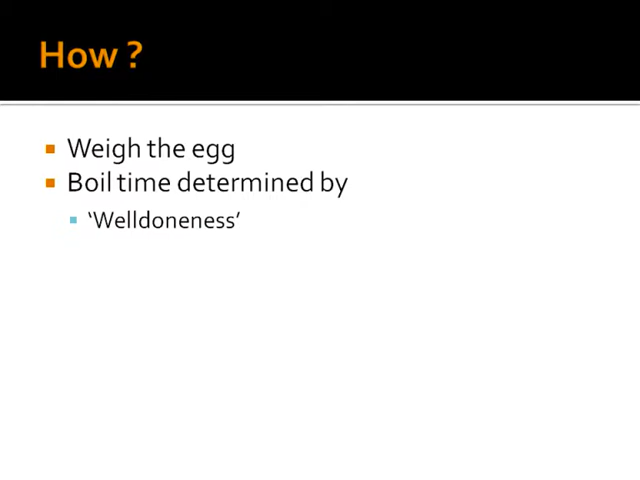 How ?
Weigh the egg
Boil time determined by
‘Welldoneness’